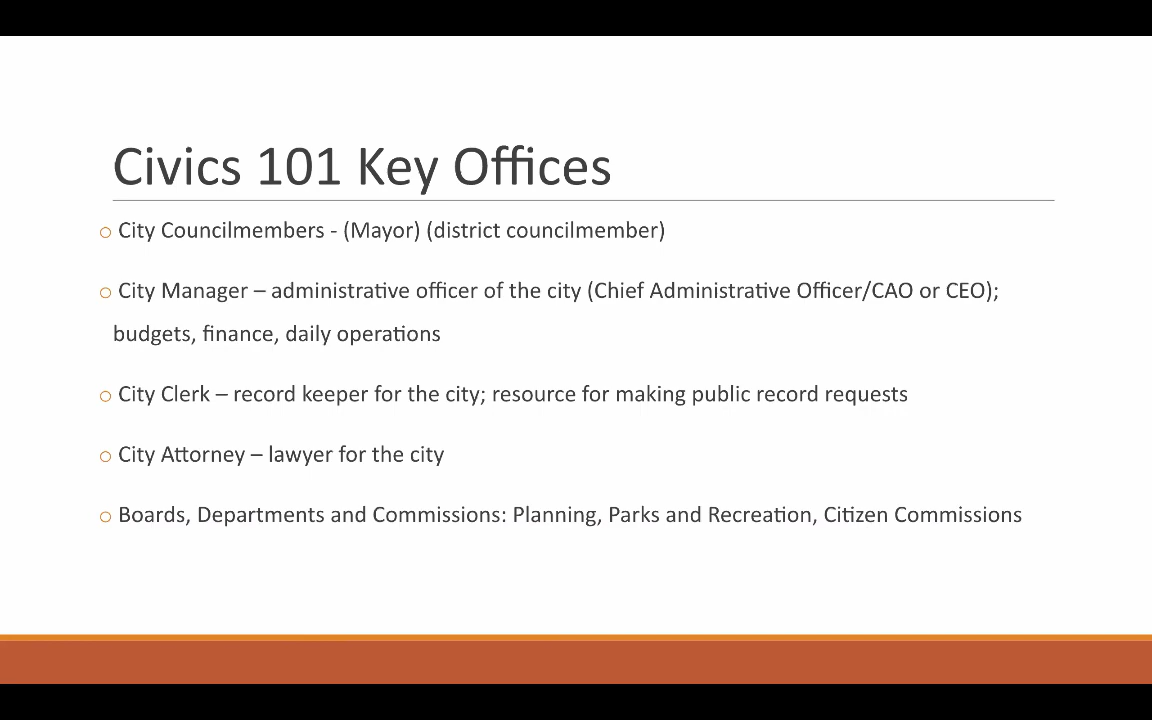 Civics 101 Key Offices
o City Councilmembers - (Mayor) (district councilmember)
o City Manager – administrative officer of the city (Chief Administrative Officer/CAO or CEO);
budgets, finance, daily operations
o City Clerk – record keeper for the city; resource for making public record requests
o City Attorney – lawyer for the city
o Boards, Departments and Commissions: Planning, Parks and Recreation, Citizen Commissions